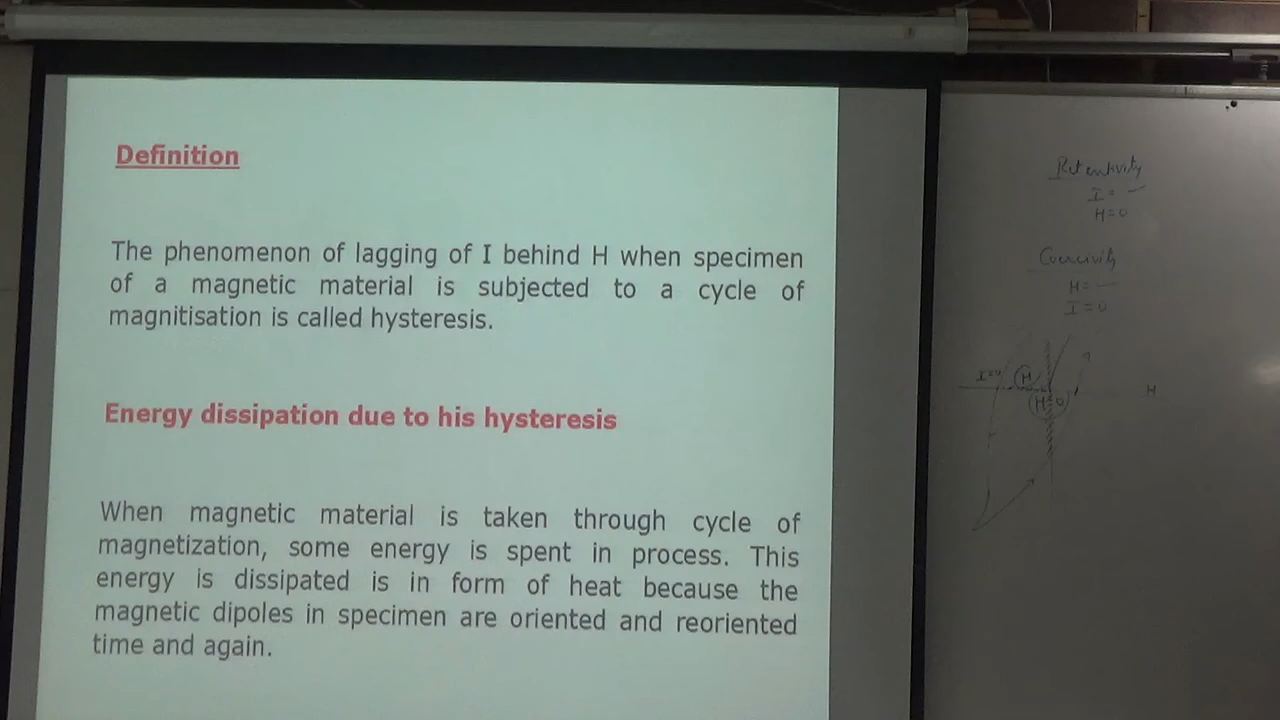 Definition
The phenomenon of lagging of I behind H when specimen
of a magnetic material is subjected to a cycle of
magnitisation is called hysteresis.
Energy dissipation due to his hysteresis
When magnetic material is taken through cycle of
magnetization, some energy is spent in process. This
energy is dissipated is in form of heat because the
magnetic dipoles in specimen are oriented and reoriented
time and again.
Retentivity
I =
H=0
Coercivity
H =
I = 0
I=0 H
H=0
H